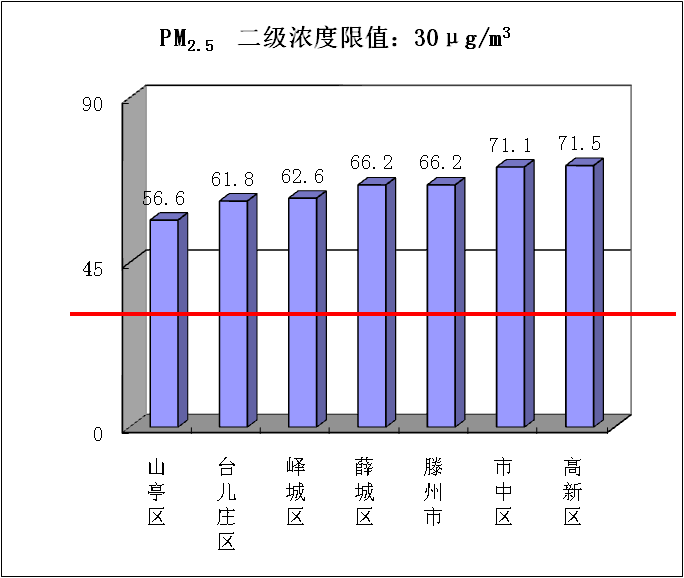 PM2.5 二级浓度限值：30μg/m3
90
45
0
56.6
61.8
62.6
66.2
66.2
71.1
71.5
山亭区
台儿庄区
峄城区
薛城区
滕州市
市中区
高新区